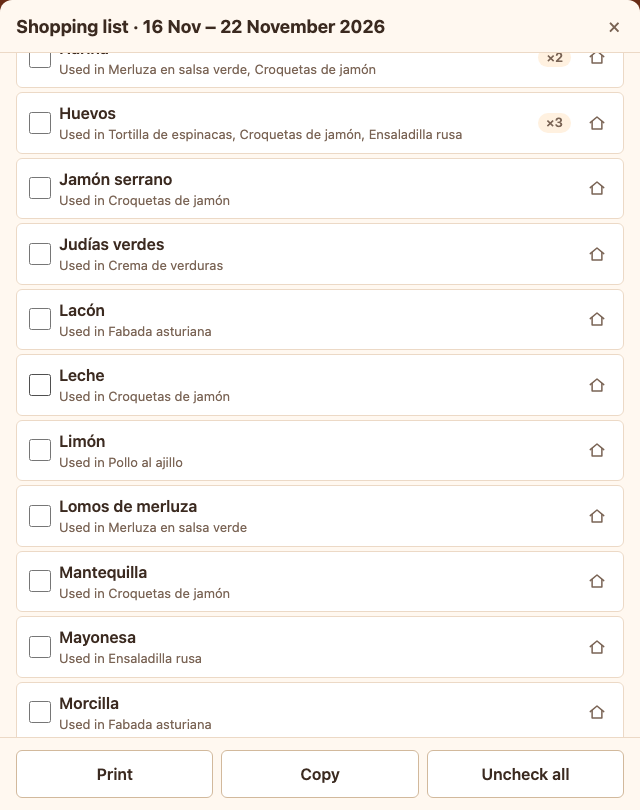 Shopping list · 16 Nov – 22 November 2026
×
Harina
×2
Used in Merluza en salsa verde, Croquetas de jamón
Huevos
×3
Used in Tortilla de espinacas, Croquetas de jamón, Ensaladilla rusa
Jamón serrano
Used in Croquetas de jamón
Judías verdes
Used in Crema de verduras
Lacón
Used in Fabada asturiana
Leche
Used in Croquetas de jamón
Limón
Used in Pollo al ajillo
Lomos de merluza
Used in Merluza en salsa verde
Mantequilla
Used in Croquetas de jamón
Mayonesa
Used in Ensaladilla rusa
Morcilla
Used in Fabada asturiana
Print
Copy
Uncheck all